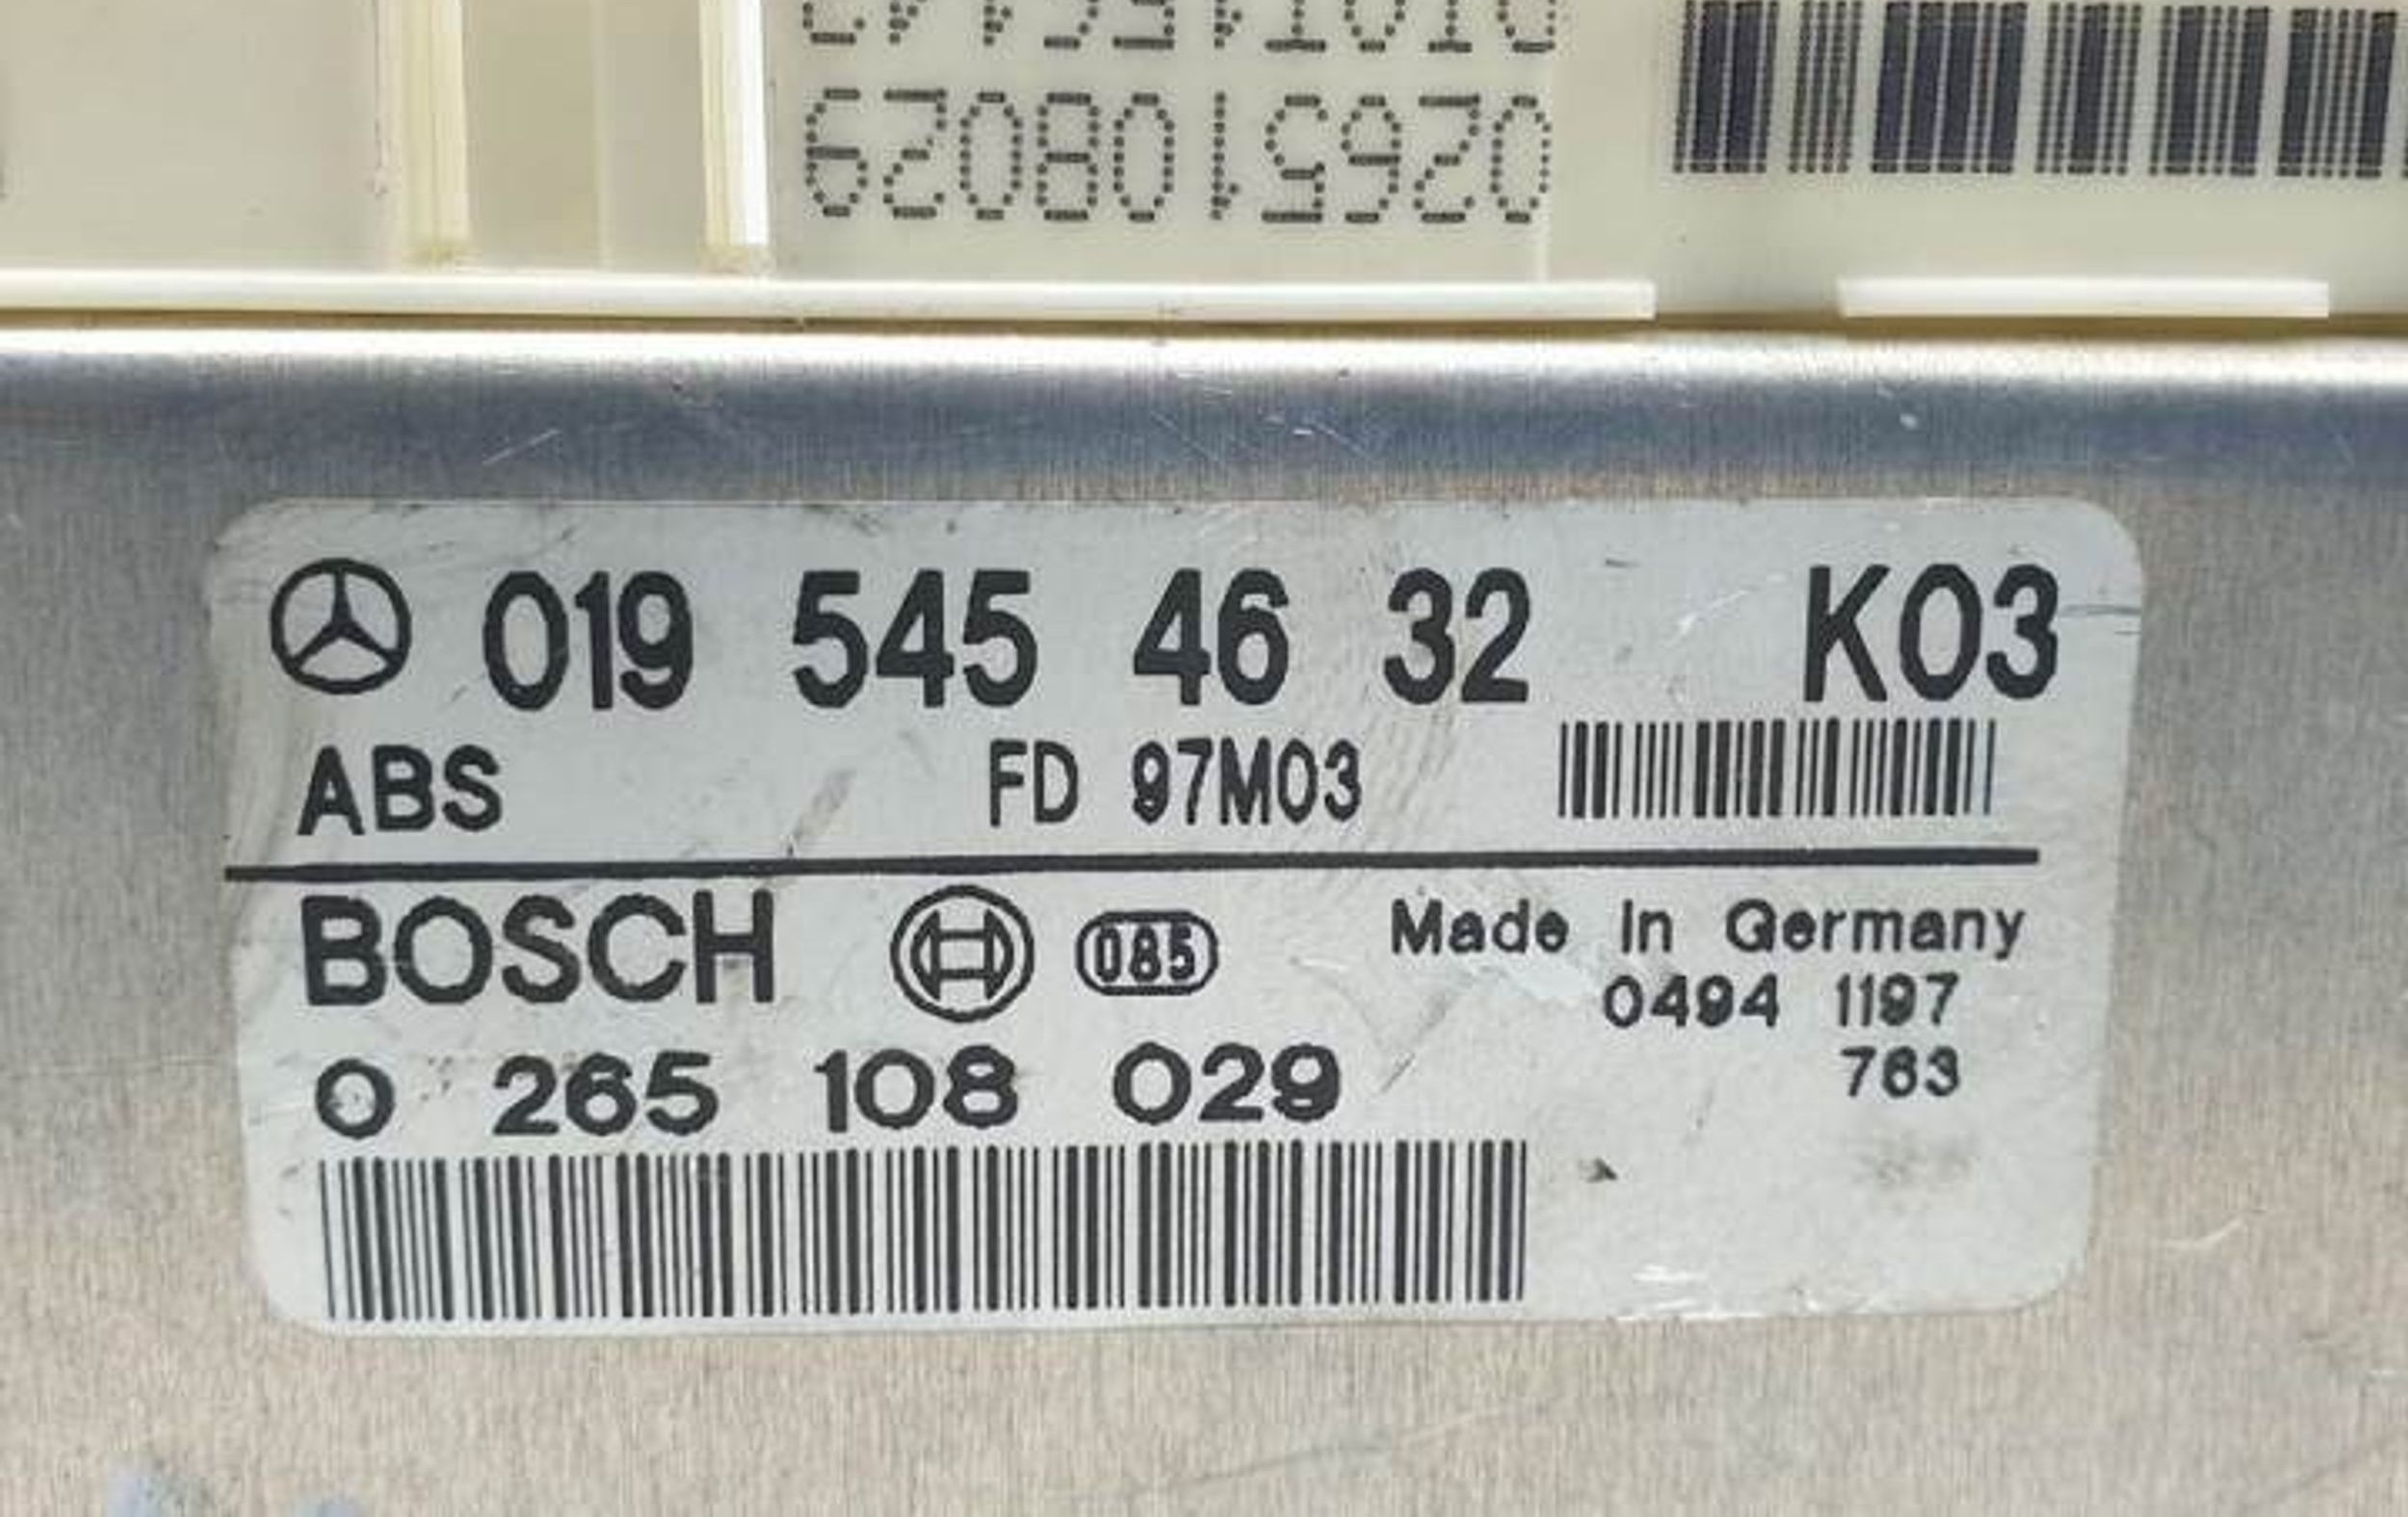 0265108029
019 545 46 32 K03
ABS FD 97M03
BOSCH 085 Made In Germany
0494 1197
0 265 108 029 763